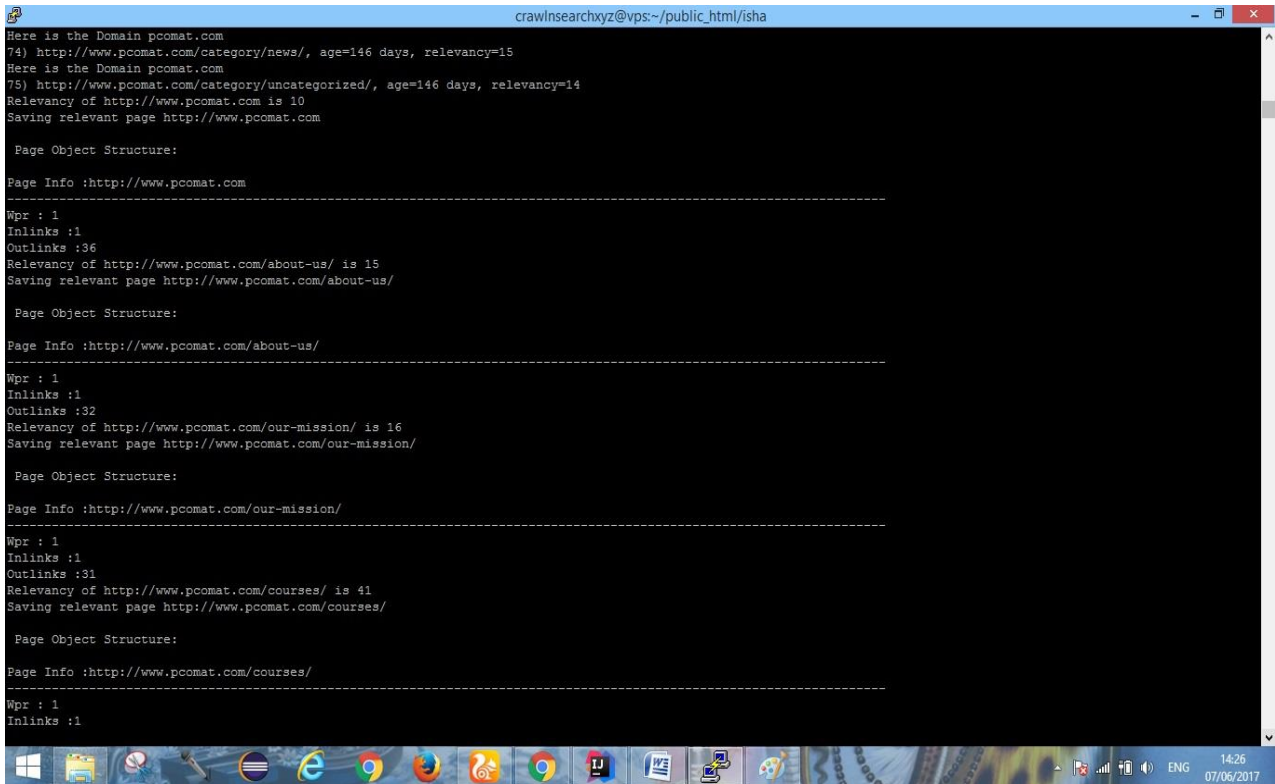 crawlnsearchxyz@vps:~/public_html/isha
Here is the Domain pcomat.com
74) http://www.pcomat.com/category/news/, age=146 days, relevancy=15
Here is the Domain pcomat.com
75) http://www.pcomat.com/category/uncategorized/, age=146 days, relevancy=14
Relevancy of http://www.pcomat.com is 10
Saving relevant page http://www.pcomat.com
Page Object Structure:
Page Info :http://www.pcomat.com
--------------------------------------------------------------------------------
Wpr : 1
Inlinks :1
Outlinks :36
Relevancy of http://www.pcomat.com/about-us/ is 15
Saving relevant page http://www.pcomat.com/about-us/
Page Object Structure:
Page Info :http://www.pcomat.com/about-us/
--------------------------------------------------------------------------------
Wpr : 1
Inlinks :1
Outlinks :32
Relevancy of http://www.pcomat.com/our-mission/ is 16
Saving relevant page http://www.pcomat.com/our-mission/
Page Object Structure:
Page Info :http://www.pcomat.com/our-mission/
--------------------------------------------------------------------------------
Wpr : 1
Inlinks :1
Outlinks :31
Relevancy of http://www.pcomat.com/courses/ is 41
Saving relevant page http://www.pcomat.com/courses/
Page Object Structure:
Page Info :http://www.pcomat.com/courses/
--------------------------------------------------------------------------------
Wpr : 1
Inlinks :1
ENG
14:26
07/06/2017